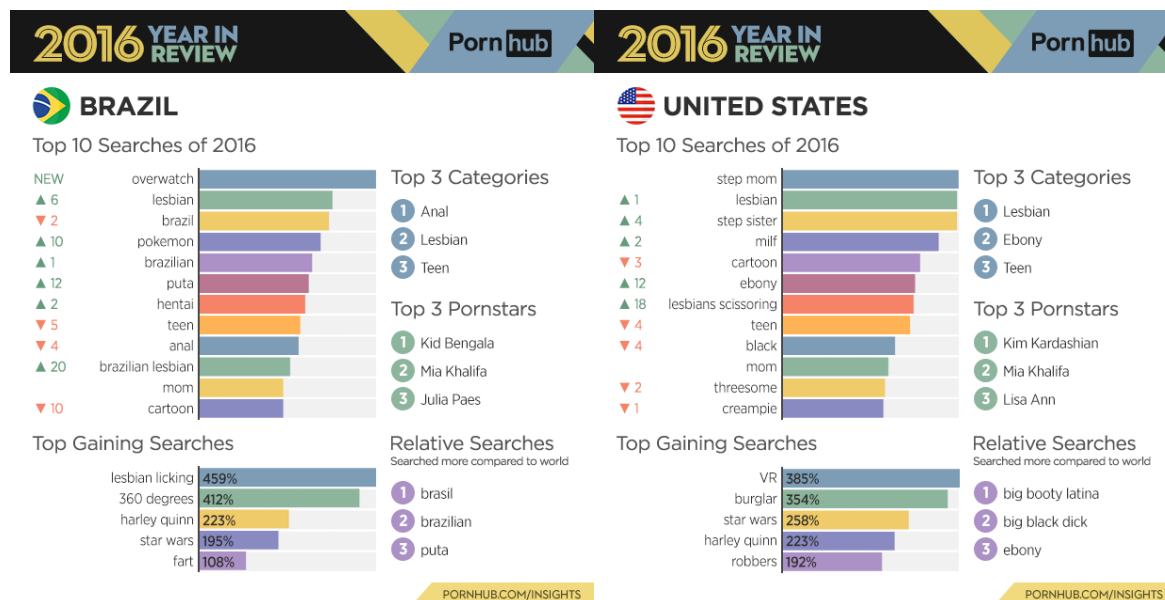 2016 YEAR IN REVIEW
Porn hub
BRAZIL
Top 10 Searches of 2016
NEW overwatch
▲ 6 lesbian
▼ 2 brazil
▲ 10 pokemon
▲ 1 brazilian
▲ 12 puta
▲ 2 hentai
▼ 5 teen
▼ 4 anal
▲ 20 brazilian lesbian
mom
▼ 10 cartoon
Top 3 Categories
1 Anal
2 Lesbian
3 Teen
Top 3 Pornstars
1 Kid Bengala
2 Mia Khalifa
3 Julia Paes
Top Gaining Searches
lesbian licking 459%
360 degrees 412%
harley quinn 223%
star wars 195%
fart 108%
Relative Searches
Searched more compared to world
1 brasil
2 brazilian
3 puta
PORNHUB.COM/INSIGHTS
2016 YEAR IN REVIEW
Porn hub
UNITED STATES
Top 10 Searches of 2016
step mom
▲ 1 lesbian
▲ 4 step sister
▲ 2 milf
▼ 3 cartoon
▲ 12 ebony
▲ 18 lesbians scissoring
▼ 4 teen
▼ 4 black
mom
▼ 2 threesome
▼ 1 creampie
Top 3 Categories
1 Lesbian
2 Ebony
3 Teen
Top 3 Pornstars
1 Kim Kardashian
2 Mia Khalifa
3 Lisa Ann
Top Gaining Searches
VR 385%
burglar 354%
star wars 258%
harley quinn 223%
robbers 192%
Relative Searches
Searched more compared to world
1 big booty latina
2 big black dick
3 ebony
PORNHUB.COM/INSIGHTS